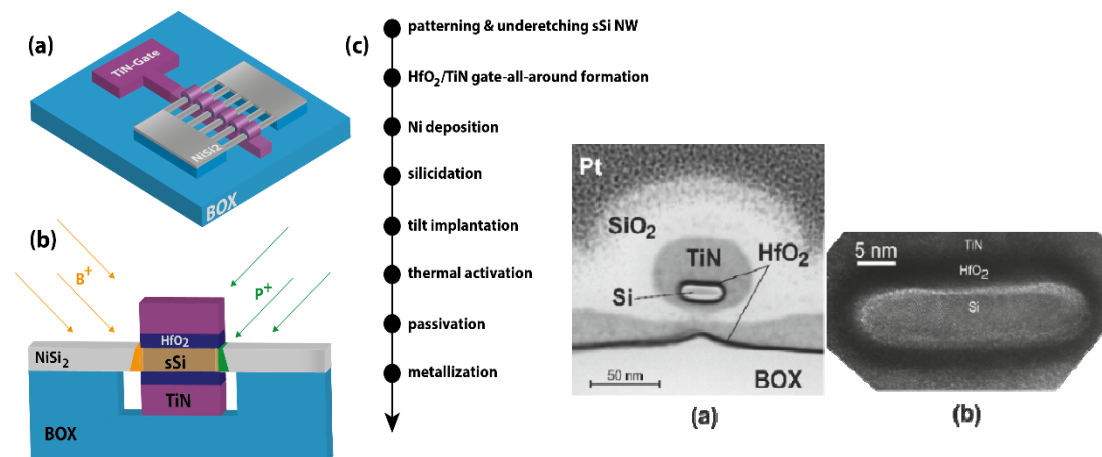 (a)
TiN-Gate
NiSi2
BOX
(b)
B⁺
P⁺
HfO₂
NiSi₂
sSi
TiN
BOX
(c)
patterning & underetching sSi NW
HfO₂/TiN gate-all-around formation
Ni deposition
silicidation
tilt implantation
thermal activation
passivation
metallization
Pt
SiO₂
TiN
HfO₂
Si
50 nm
BOX
(a)
5 nm
TiN
HfO₂
Si
(b)